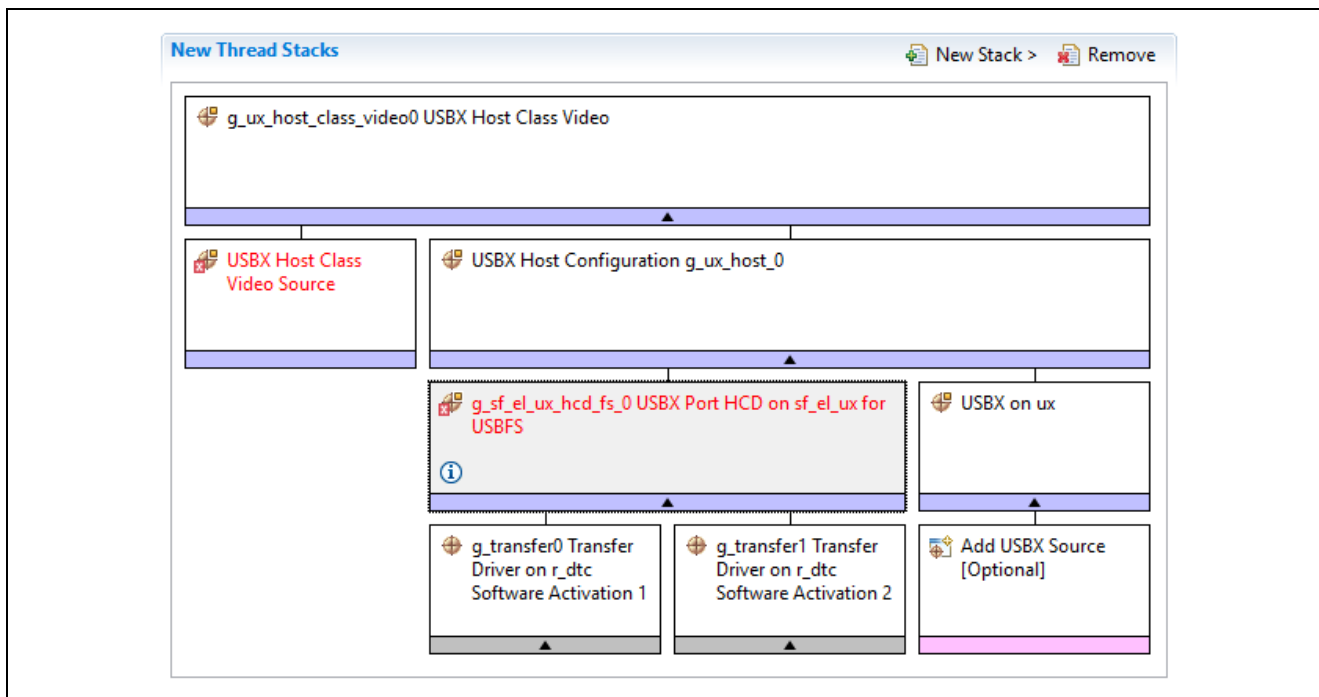 New Thread Stacks
New Stack > Remove
g_ux_host_class_video0 USBX Host Class Video
USBX Host Class
Video Source
USBX Host Configuration g_ux_host_0
g_sf_el_ux_hcd_fs_0 USBX Port HCD on sf_el_ux for
USBFS
USBX on ux
g_transfer0 Transfer
Driver on r_dtc
Software Activation 1
g_transfer1 Transfer
Driver on r_dtc
Software Activation 2
Add USBX Source
[Optional]